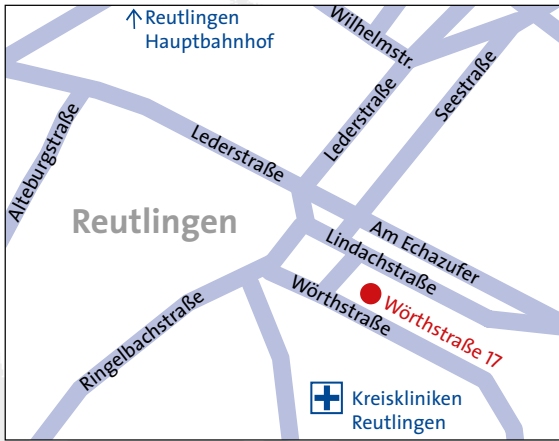 Reutlingen
Hauptbahnhof
Wilhelmstr.
Lederstraße
Seestraße
Alteburgstraße
Lederstraße
Reutlingen
Am Echazufer
Lindachstraße
Wörthstraße
Wörthstraße 17
Ringelbachstraße
Kreiskliniken
Reutlingen